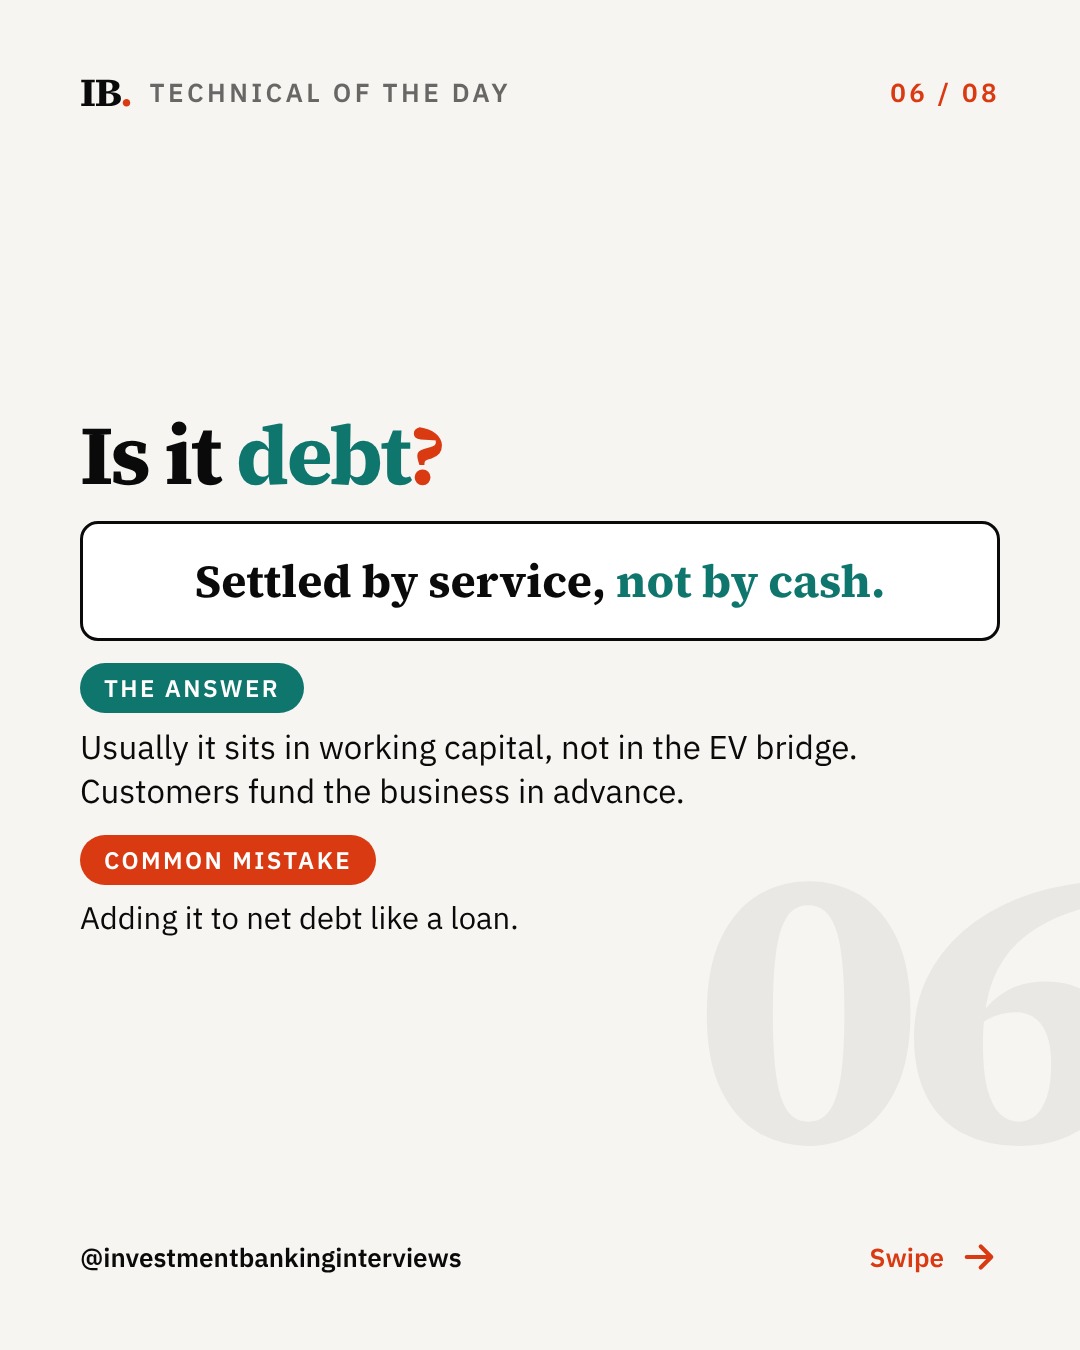 IB. TECHNICAL OF THE DAY
06 / 08
Is it debt?
Settled by service, not by cash.
THE ANSWER
Usually it sits in working capital, not in the EV bridge.
Customers fund the business in advance.
COMMON MISTAKE
Adding it to net debt like a loan.
06
@investmentbankinginterviews
Swipe →